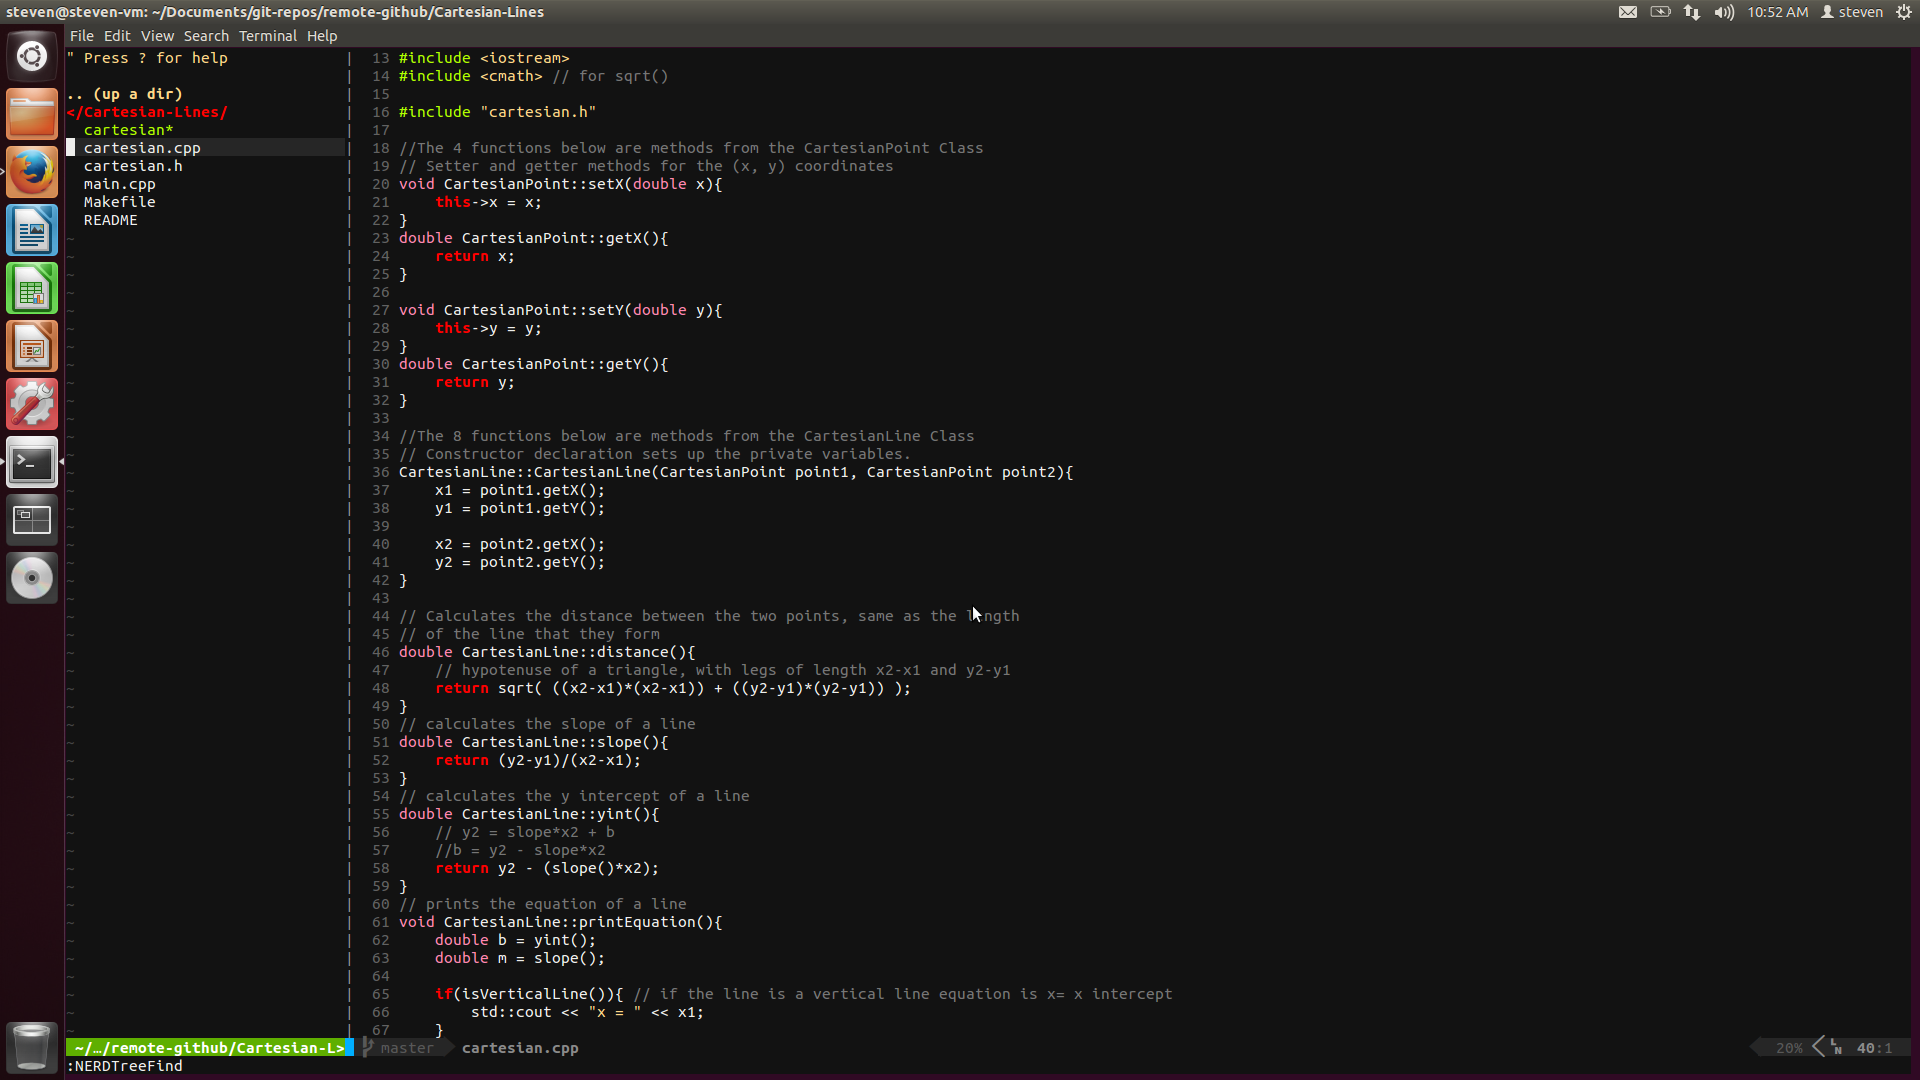 steven@steven-vm: ~/Documents/git-repos/remote-github/Cartesian-Lines
10:52 AM steven
File Edit View Search Terminal Help
" Press ? for help
.. (up a dir)
</Cartesian-Lines/
cartesian*
cartesian.cpp
cartesian.h
main.cpp
Makefile
README
13 #include <iostream>
14 #include <cmath> // for sqrt()
15
16 #include "cartesian.h"
17
18 //The 4 functions below are methods from the CartesianPoint Class
19 // Setter and getter methods for the (x, y) coordinates
20 void CartesianPoint::setX(double x){
21     this->x = x;
22 }
23 double CartesianPoint::getX(){
24     return x;
25 }
26
27 void CartesianPoint::setY(double y){
28     this->y = y;
29 }
30 double CartesianPoint::getY(){
31     return y;
32 }
33
34 //The 8 functions below are methods from the CartesianLine Class
35 // Constructor declaration sets up the private variables.
36 CartesianLine::CartesianLine(CartesianPoint point1, CartesianPoint point2){
37     x1 = point1.getX();
38     y1 = point1.getY();
39
40     x2 = point2.getX();
41     y2 = point2.getY();
42 }
43
44 // Calculates the distance between the two points, same as the length
45 // of the line that they form
46 double CartesianLine::distance(){
47     // hypotenuse of a triangle, with legs of length x2-x1 and y2-y1
48     return sqrt( ((x2-x1)*(x2-x1)) + ((y2-y1)*(y2-y1)) );
49 }
50 // calculates the slope of a line
51 double CartesianLine::slope(){
52     return (y2-y1)/(x2-x1);
53 }
54 // calculates the y intercept of a line
55 double CartesianLine::yint(){
56     // y2 = slope*x2 + b
57     //b = y2 - slope*x2
58     return y2 - (slope()*x2);
59 }
60 // prints the equation of a line
61 void CartesianLine::printEquation(){
62     double b = yint();
63     double m = slope();
64
65     if(isVerticalLine()){ // if the line is a vertical line equation is x= x intercept
66         std::cout << "x = " << x1;
67     }
~/…/remote-github/Cartesian-L> master cartesian.cpp 20% LN 40:1
:NERDTreeFind